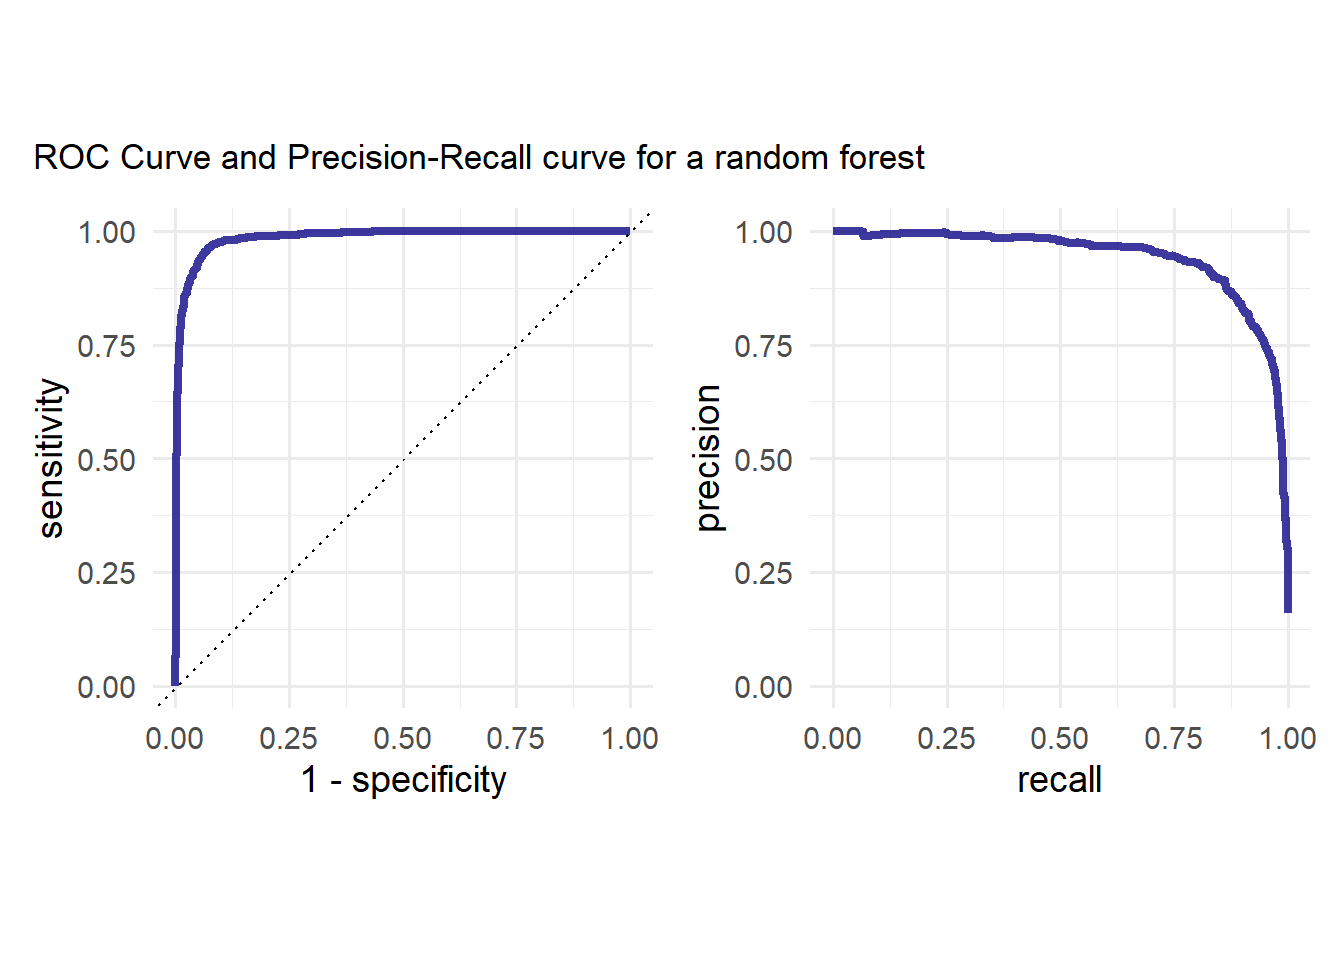 ROC Curve and Precision-Recall curve for a random forest
1.00
0.75
0.50
0.25
0.00
sensitivity
0.00 0.25 0.50 0.75 1.00
1 - specificity
1.00
0.75
0.50
0.25
0.00
precision
0.00 0.25 0.50 0.75 1.00
recall